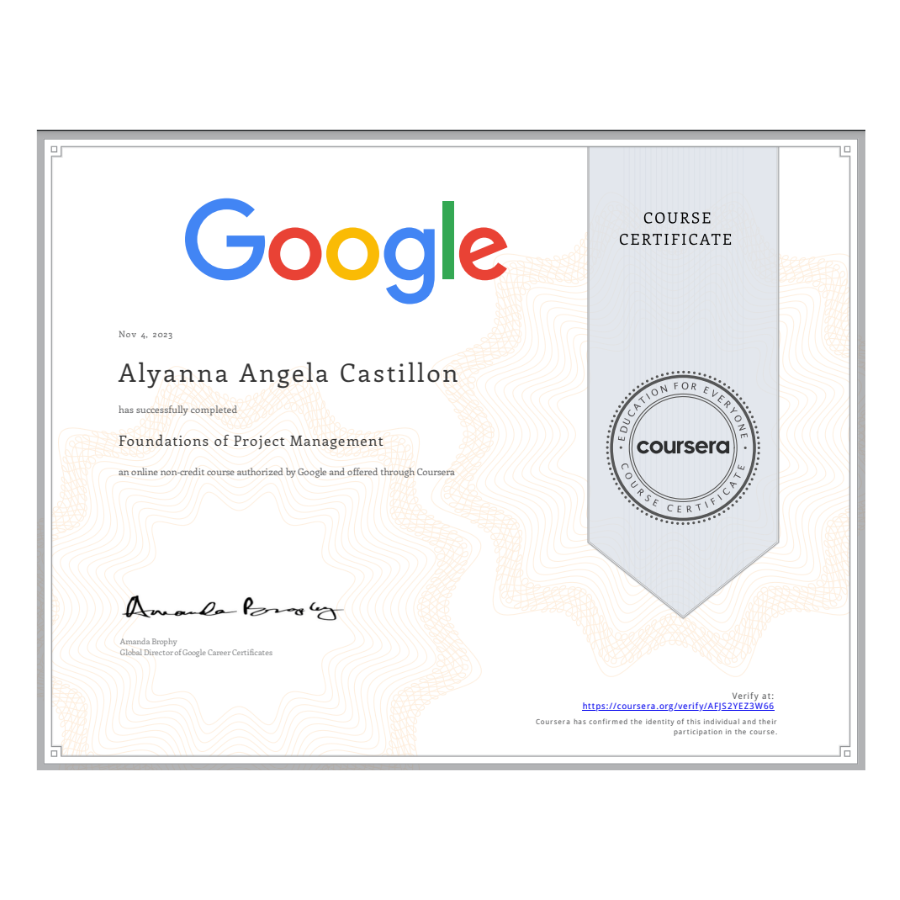 Google
COURSE
CERTIFICATE
Nov 4, 2023
Alyanna Angela Castillon
has successfully completed
Foundations of Project Management
an online non-credit course authorized by Google and offered through Coursera
EDUCATION FOR EVERYONE
coursera
COURSE CERTIFICATE
Amanda Brophy
Amanda Brophy
Global Director of Google Career Certificates
Verify at:
https://coursera.org/verify/AFJS2YEZ3W66
Coursera has confirmed the identity of this individual and their
participation in the course.